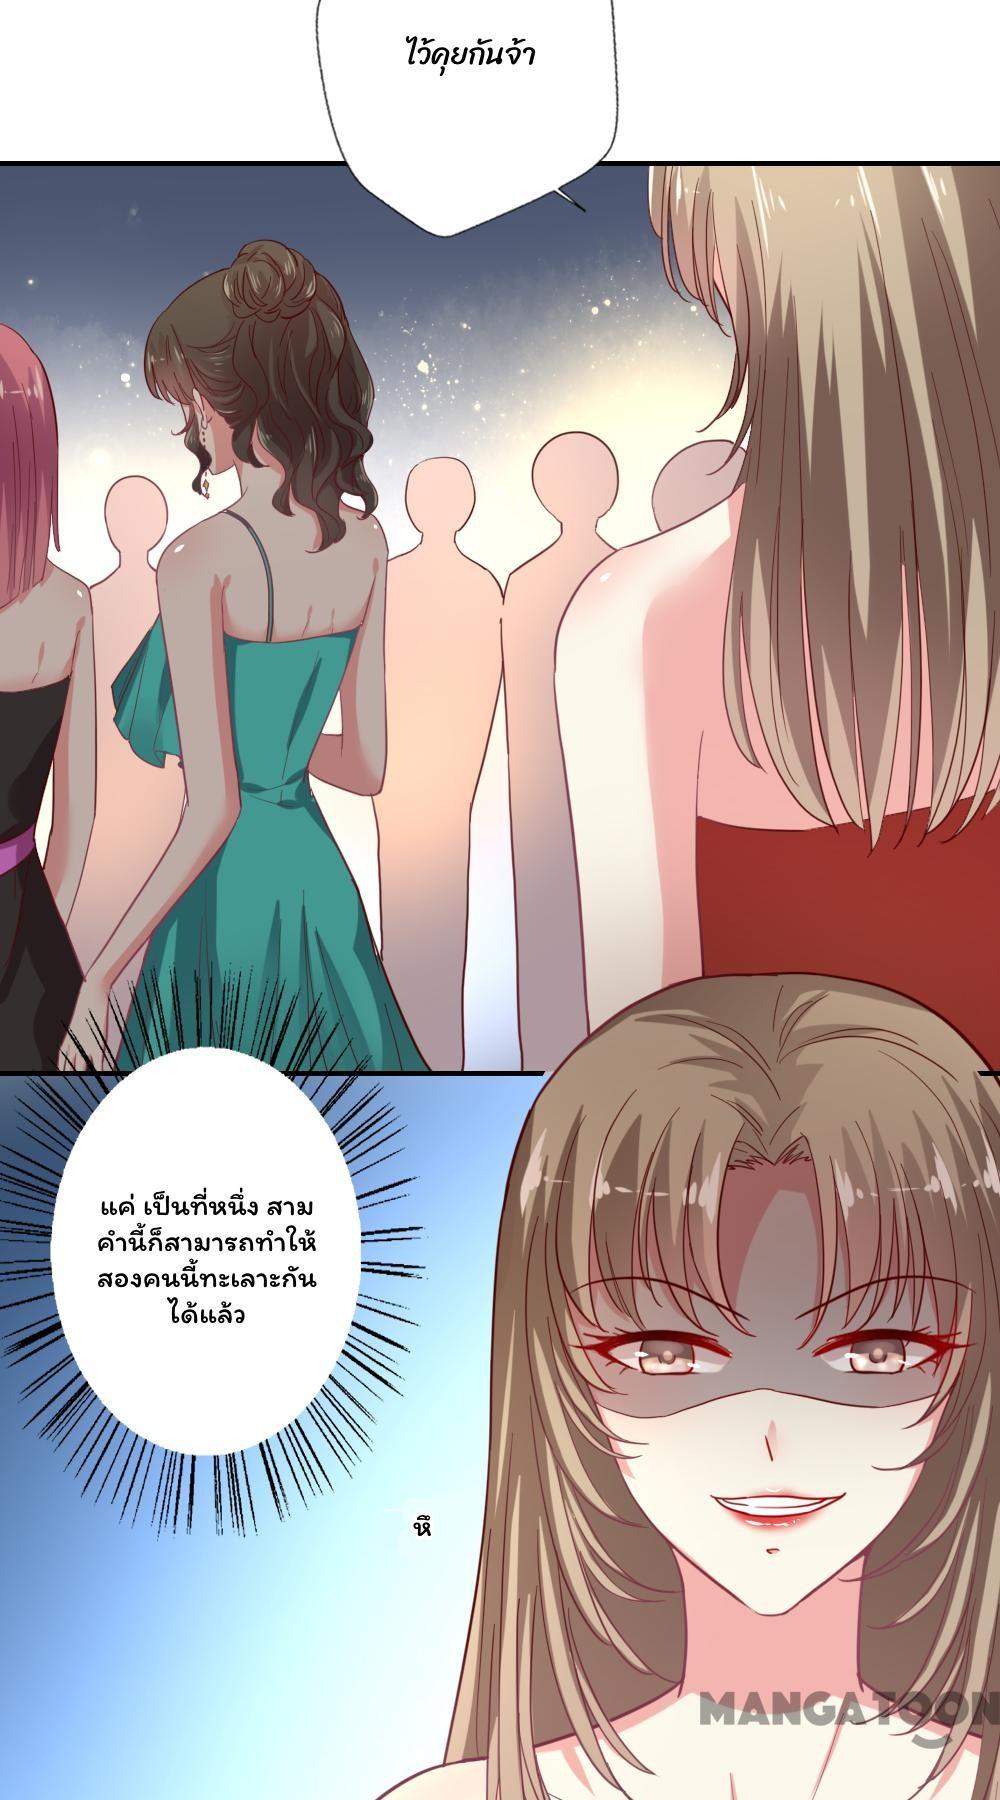 ไว้คุยกันจ้า
แค่ เป็นที่หนึ่ง สาม
คำนี้ก็สามารถทำให้
สองคนนี้ทะเลาะกัน
ได้แล้ว
หึ
MANGATOON